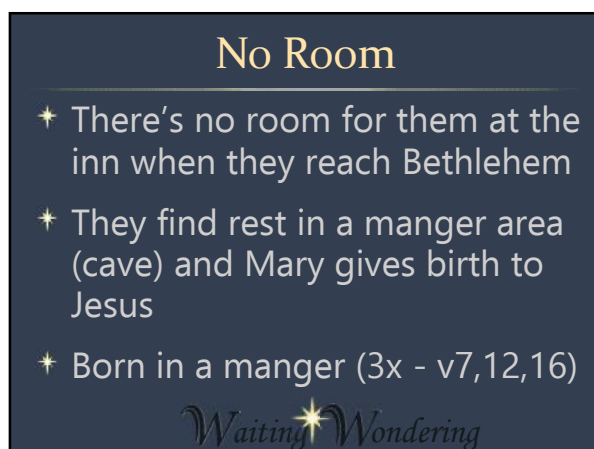 No Room
There's no room for them at the
inn when they reach Bethlehem
They find rest in a manger area
(cave) and Mary gives birth to
Jesus
Born in a manger (3x - v7,12,16)
Waiting Wondering